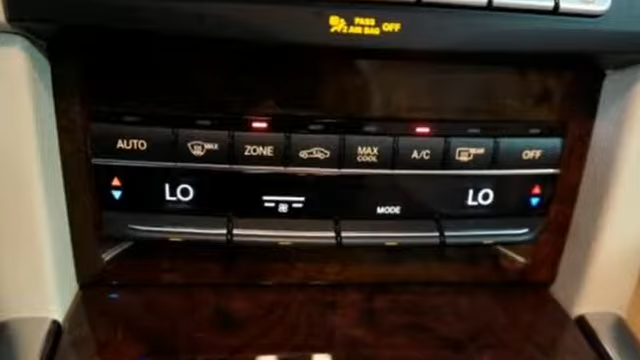 PASS
AIR BAG OFF
AUTO
MAX
ZONE
MAX
COOL
A/C
REAR
OFF
LO
LO
MODE